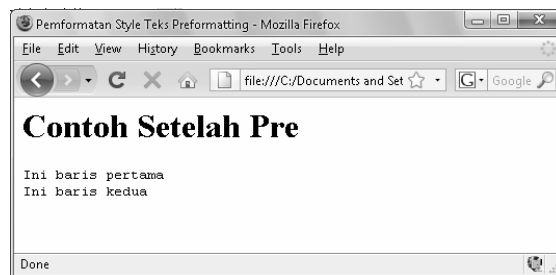 Pemformatan Style Teks Preformatting - Mozilla Firefox
File Edit View History Bookmarks Tools Help
file:///C:/Documents and Set G Google
Contoh Setelah Pre
Ini baris pertama
Ini baris kedua
Done